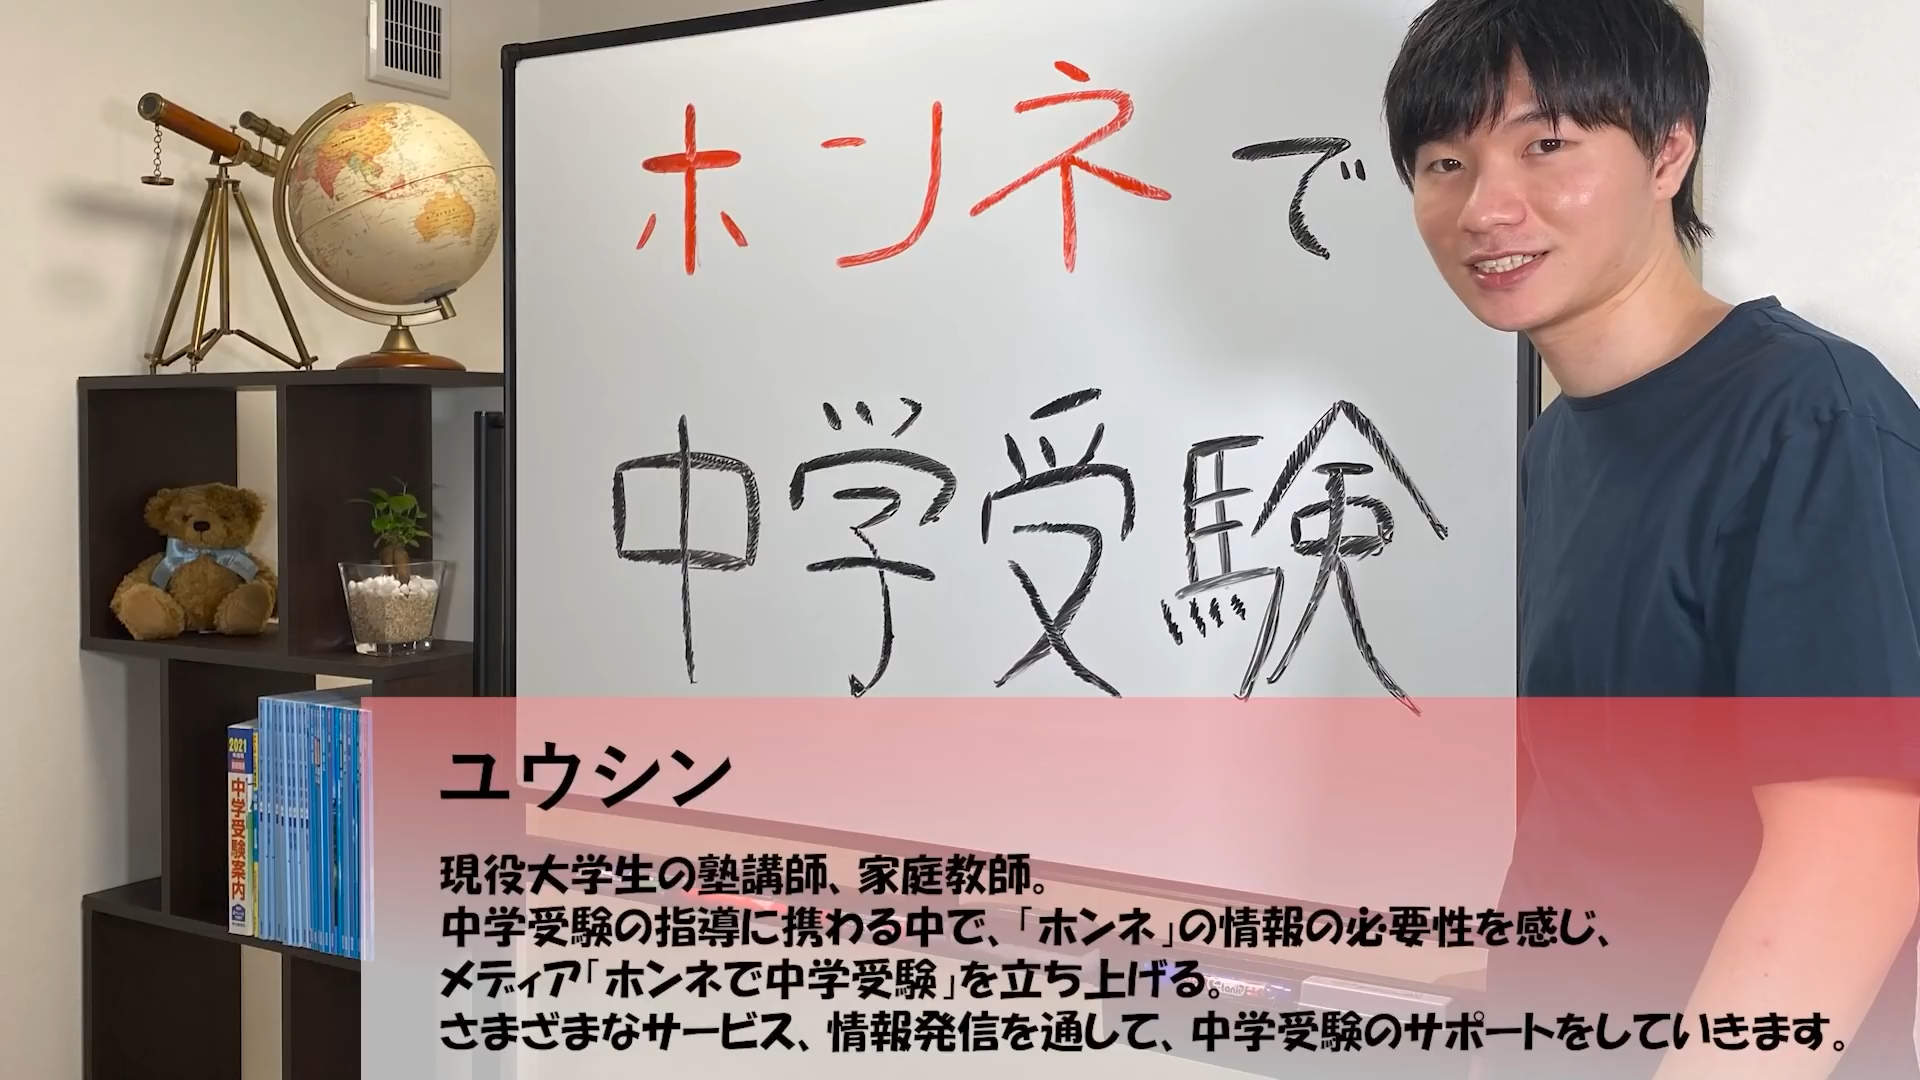 ホンネで
中学受験
2021
中学受験案内
ユウシン
現役大学生の塾講師、家庭教師。
中学受験の指導に携わる中で、「ホンネ」の情報の必要性を感じ、
メディア「ホンネで中学受験」を立ち上げる。
さまざまなサービス、情報発信を通して、中学受験のサポートをしていきます。